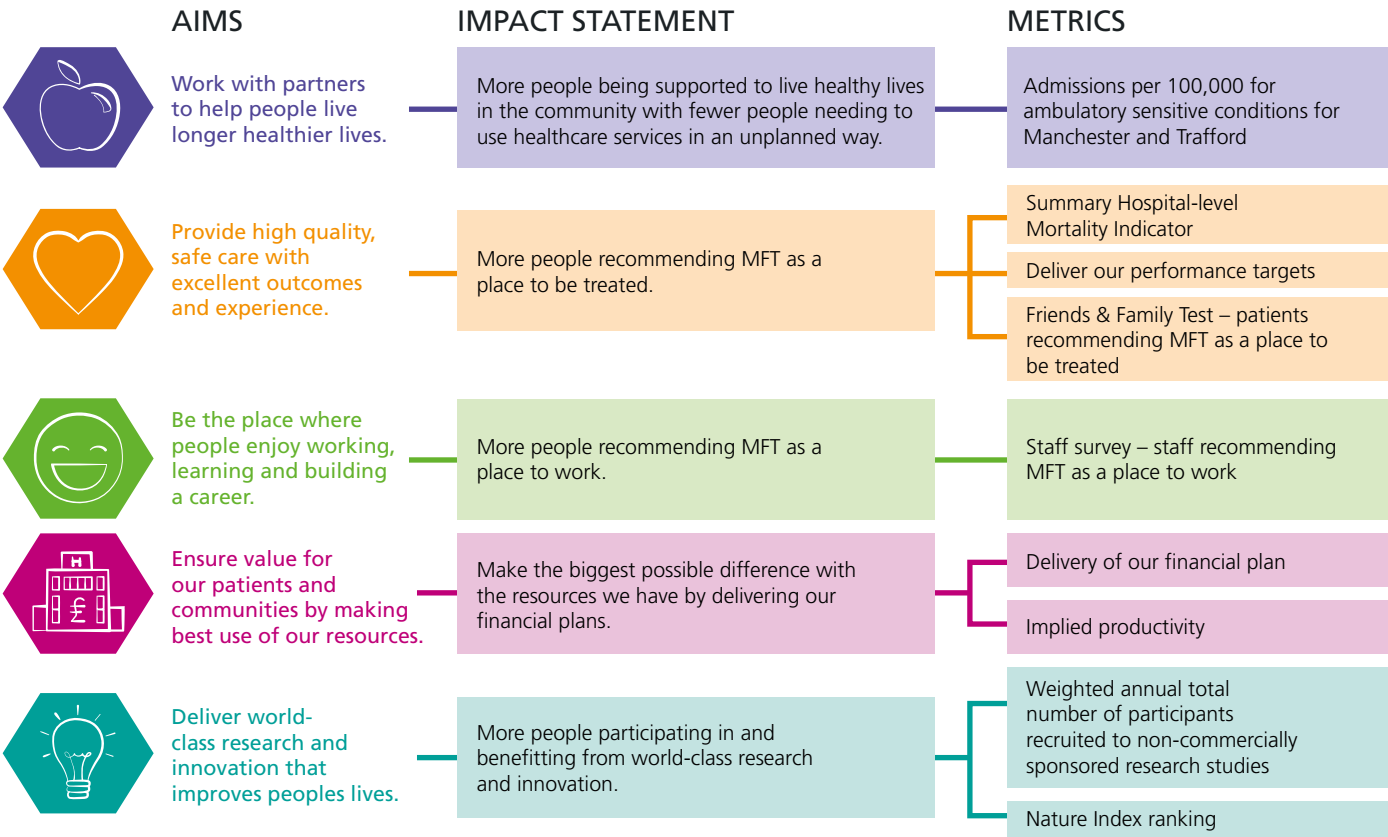 AIMS
IMPACT STATEMENT
METRICS
Work with partners
to help people live
longer healthier lives.
More people being supported to live healthy lives
in the community with fewer people needing to
use healthcare services in an unplanned way.
Admissions per 100,000 for
ambulatory sensitive conditions for
Manchester and Trafford
Provide high quality,
safe care with
excellent outcomes
and experience.
More people recommending MFT as a
place to be treated.
Summary Hospital-level
Mortality Indicator
Deliver our performance targets
Friends & Family Test – patients
recommending MFT as a place to
be treated
Be the place where
people enjoy working,
learning and building
a career.
More people recommending MFT as a
place to work.
Staff survey – staff recommending
MFT as a place to work
H
£
Ensure value for
our patients and
communities by making
best use of our resources.
Make the biggest possible difference with
the resources we have by delivering our
financial plans.
Delivery of our financial plan
Implied productivity
Deliver world-
class research and
innovation that
improves peoples lives.
More people participating in and
benefitting from world-class research
and innovation.
Weighted annual total
number of participants
recruited to non-commercially
sponsored research studies
Nature Index ranking